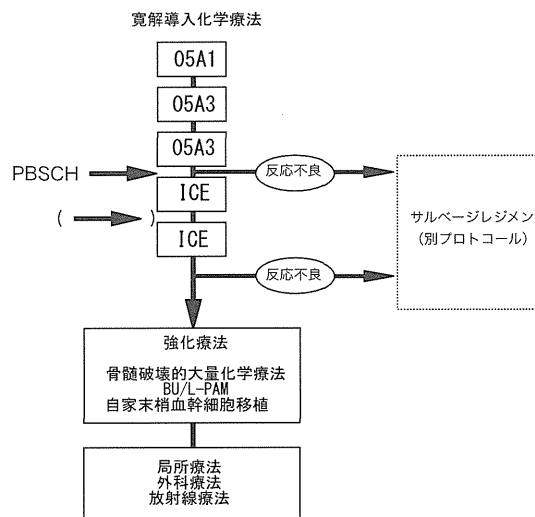 寛解導入化学療法
05A1
05A3
05A3
反応不良
PBSCH
ICE
サルベージレジメン
(別プロトコール)
( )
ICE
反応不良
強化療法
骨髄破壊的大量化学療法
BU/L-PAM
自家末梢血幹細胞移植
局所療法
外科療法
放射線療法